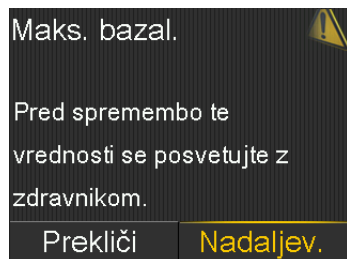 Maks. bazal.
Pred spremembo te
vrednosti se posvetujte z
zdravnikom.
Prekliči
Nadaljev.